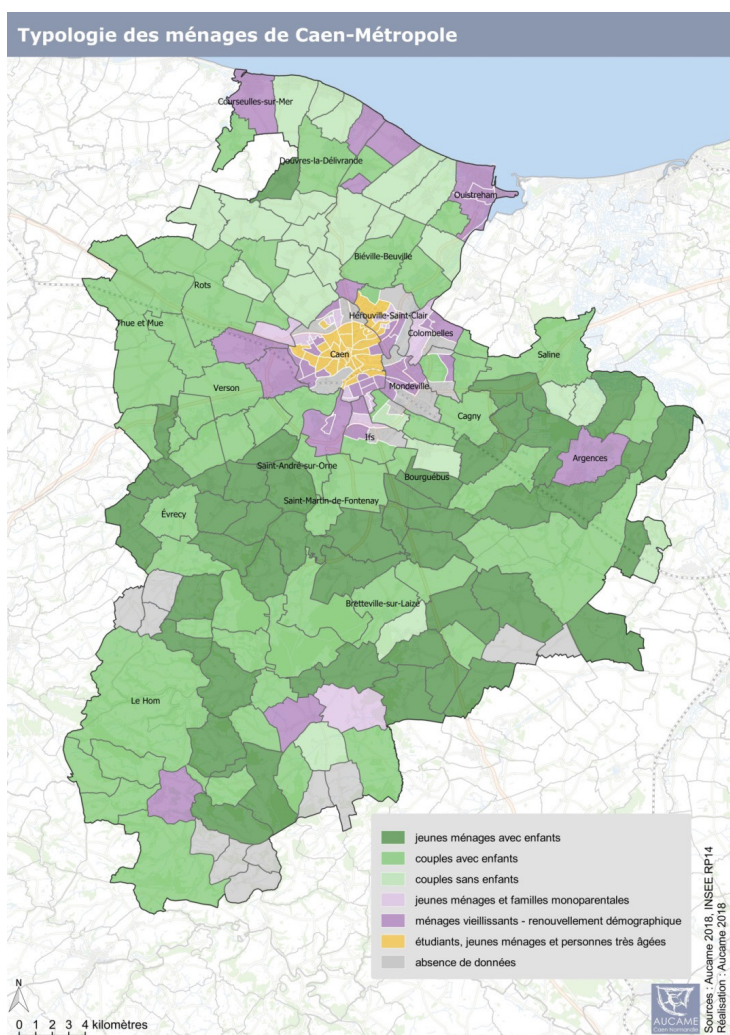 Typologie des ménages de Caen-Métropole
Courseulles-sur-Mer
Douvres-la-Délivrande
Ouistreham
Biéville-Beuville
Rots
Thue et Mue
Hérouville-Saint-Clair
Colombelles
Caen
Saline
Verson
Mondeville
Cagny
Ifs
Argences
Saint-André-sur-Orne
Bourguébus
Saint-Martin-de-Fontenay
Évrecy
Bretteville-sur-Laize
Le Hom
jeunes ménages avec enfants
couples avec enfants
couples sans enfants
jeunes ménages et familles monoparentales
ménages vieillissants - renouvellement démographique
étudiants, jeunes ménages et personnes très âgées
absence de données
N
0 1 2 3 4 kilomètres
AUCAME
Caen Normandie
Sources : Aucame 2018, INSEE RP14
Réalisation : Aucame 2018